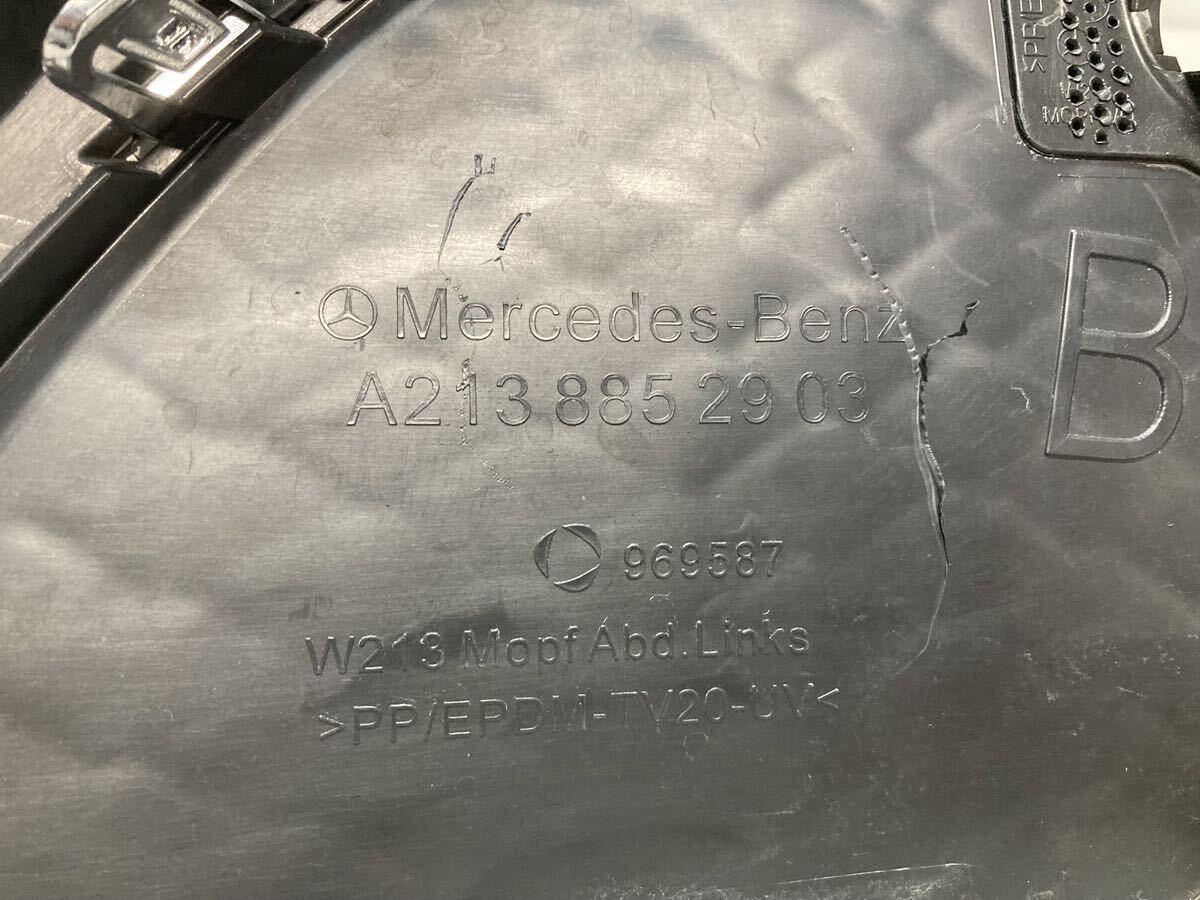 Mercedes-Benz
A213 885 29 03
B
969587
W213 Mopf Abd. Links
>PP/EPDM-TV20-UV<